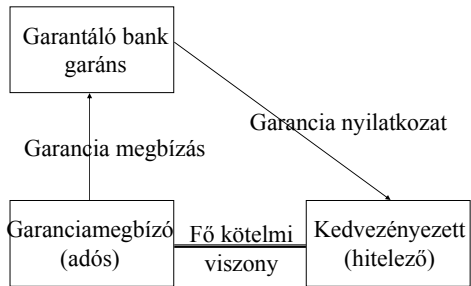 Garantáló bank
garáns
Garancia nyilatkozat
Garancia megbízás
Garanciamegbízó
(adós)
Fő kötelmi
viszony
Kedvezényezett
(hitelező)